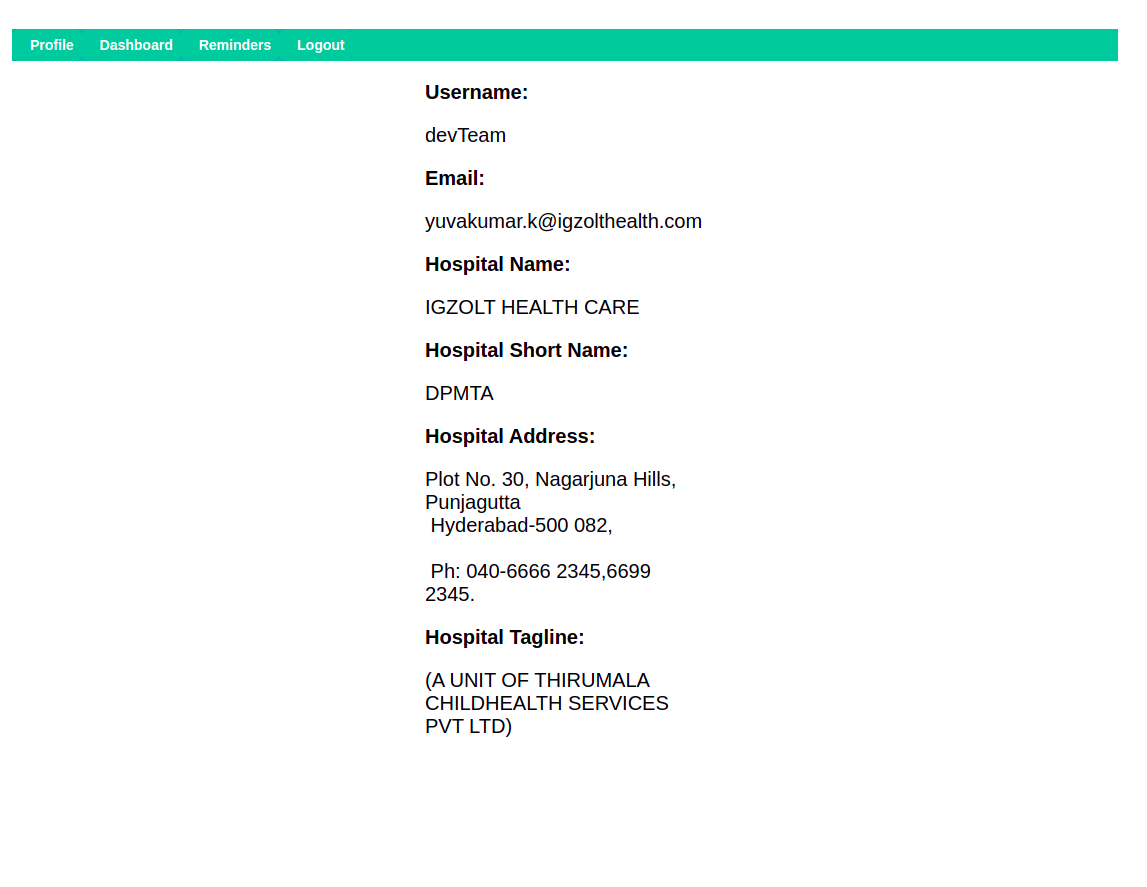 Profile Dashboard Reminders Logout
Username:
devTeam
Email:
yuvakumar.k@igzolthealth.com
Hospital Name:
IGZOLT HEALTH CARE
Hospital Short Name:
DPMTA
Hospital Address:
Plot No. 30, Nagarjuna Hills,
Punjagutta
Hyderabad-500 082,
Ph: 040-6666 2345,6699
2345.
Hospital Tagline:
(A UNIT OF THIRUMALA
CHILDHEALTH SERVICES
PVT LTD)